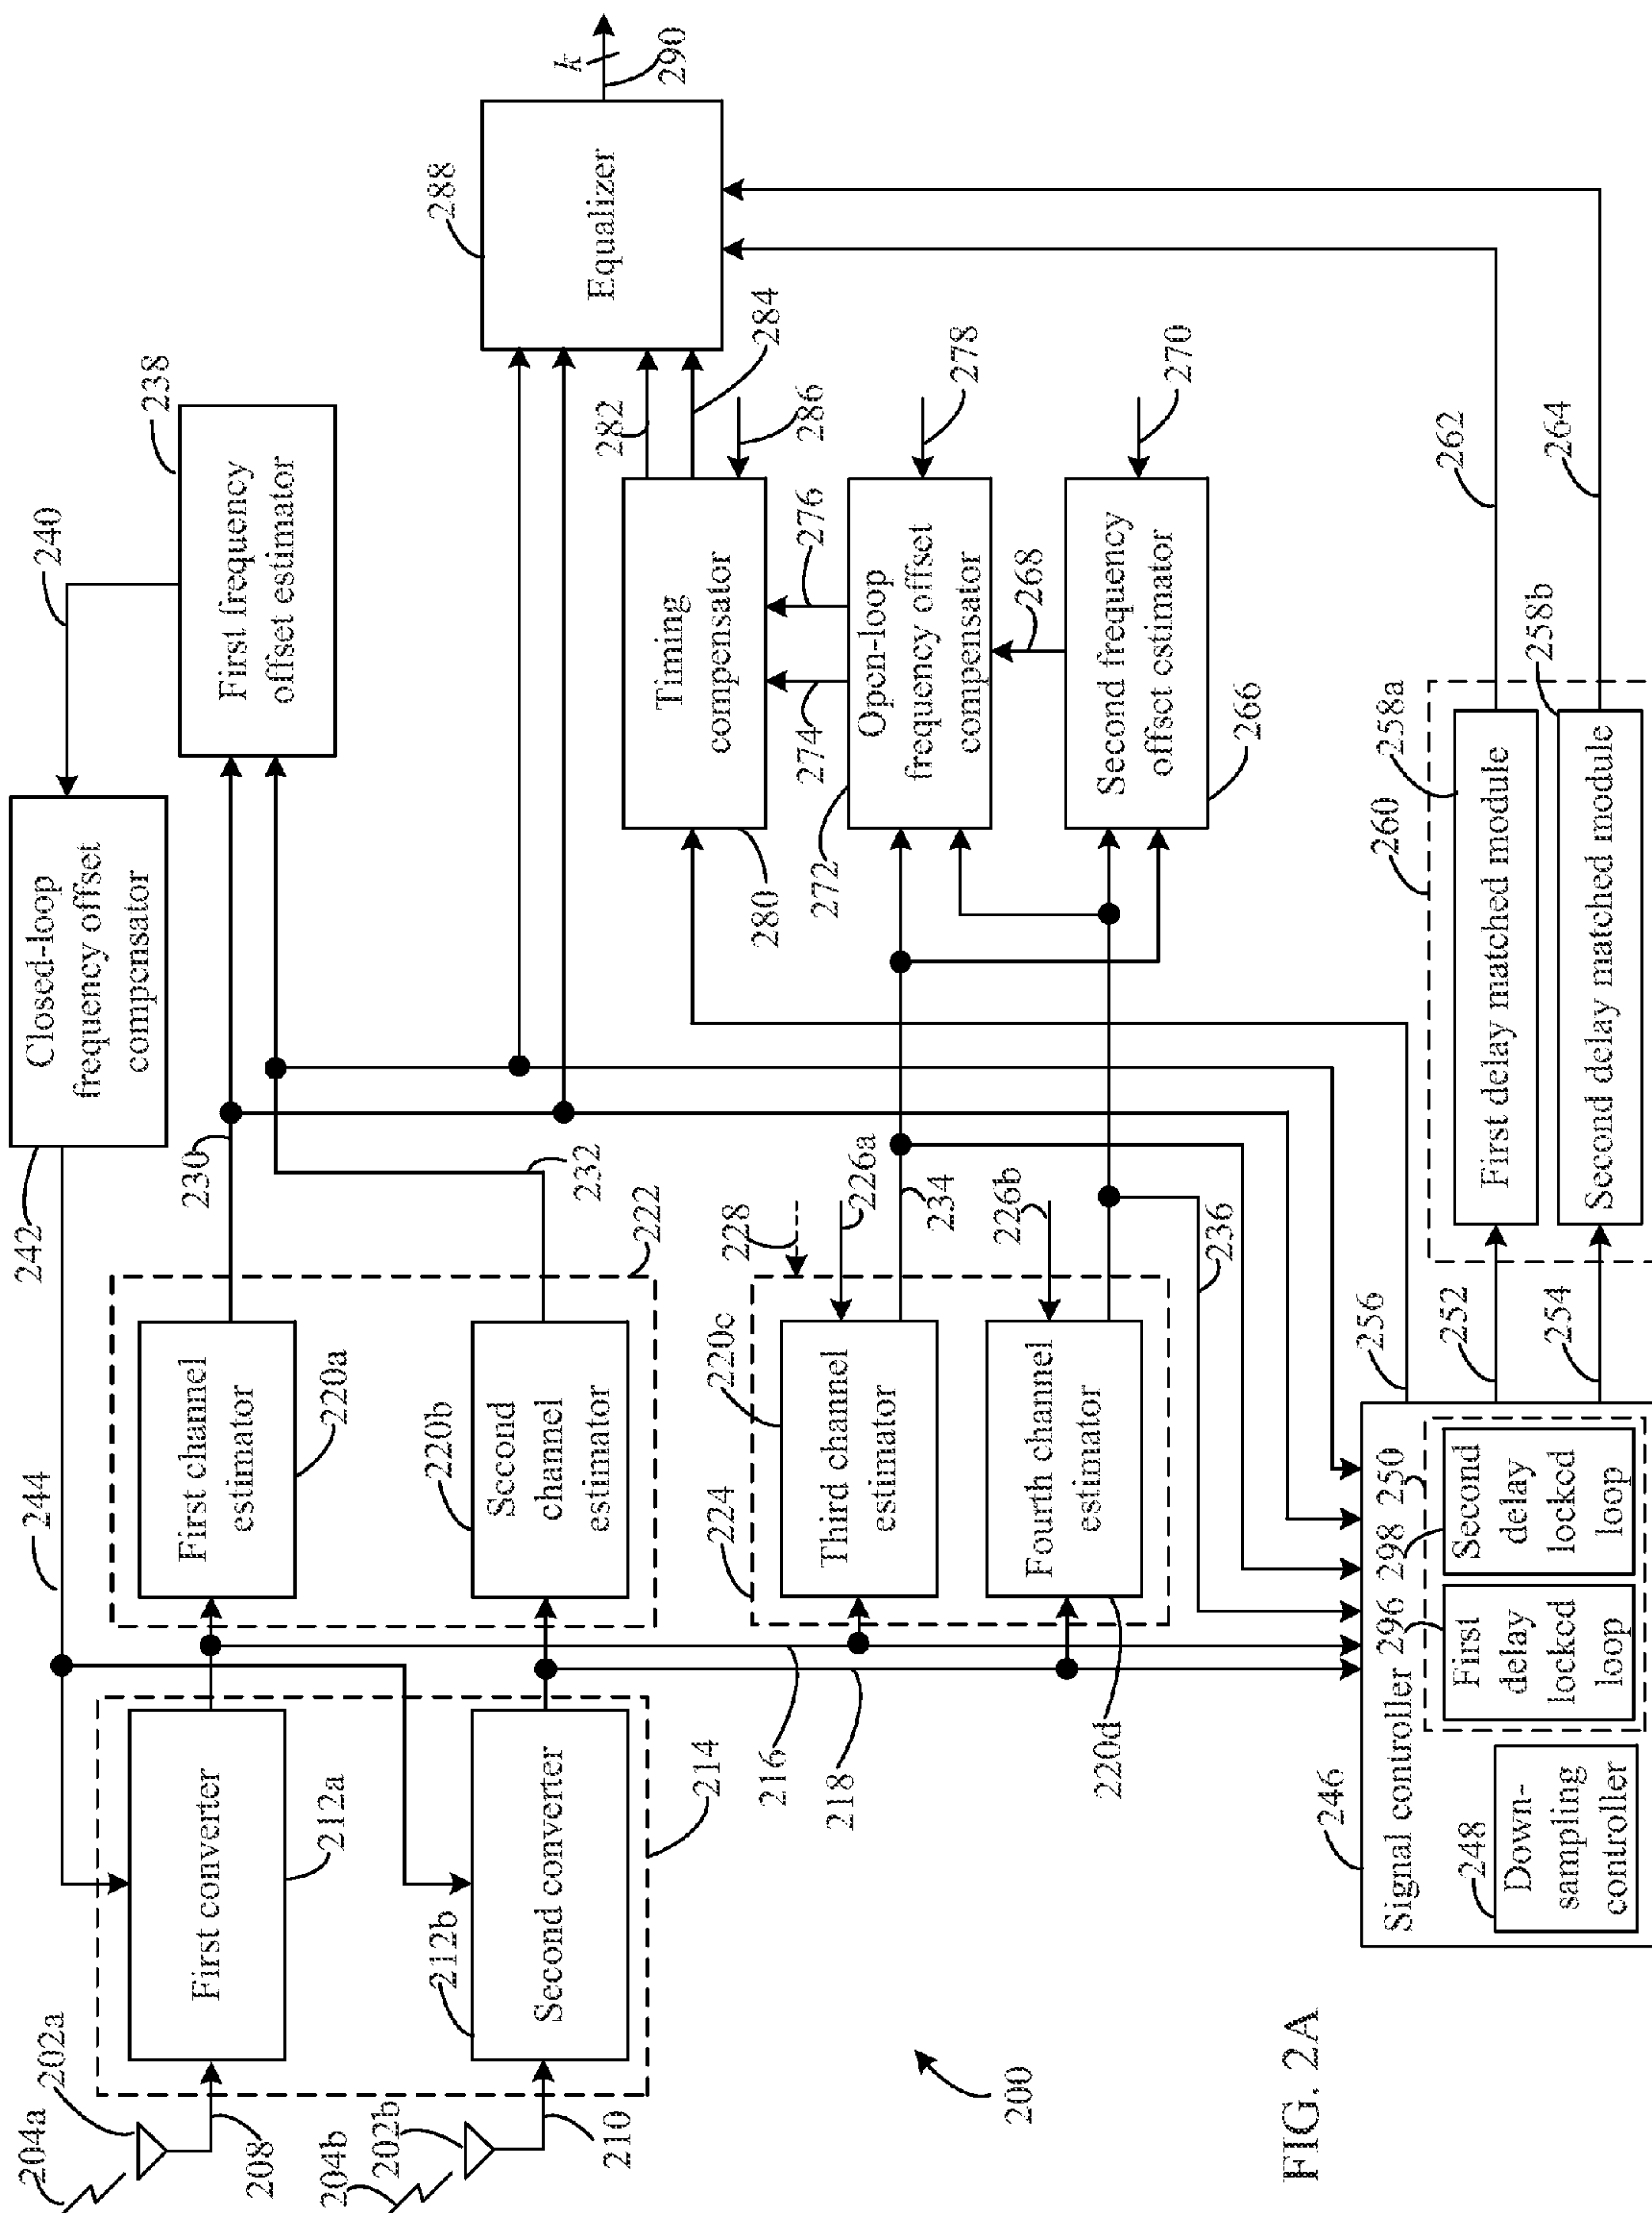 204a
202a
208
204b
202b
210
First converter
212a
212b
Second converter
214
244
242
Closed-loop
frequency offset
compensator
240
First frequency
offset estimator
238
First channel
estimator
220a
220b
Second
channel
estimator
222
230
232
216
218
224
220c
Third channel
estimator
Fourth channel
estimator
220d
228
226a
234
226b
236
288
Equalizer
k
290
282
284
286
Timing
compensator
280
274
276
Open-loop
frequency offset
compensator
272
278
268
Second frequency
offset estimator
266
270
246
Signal controller
248
Down-
sampling
controller
296
First
delay
locked
loop
298
250
Second
delay
locked
loop
256
252
254
260
258a
First delay matched module
258b
Second delay matched module
262
264
200
FIG. 2A